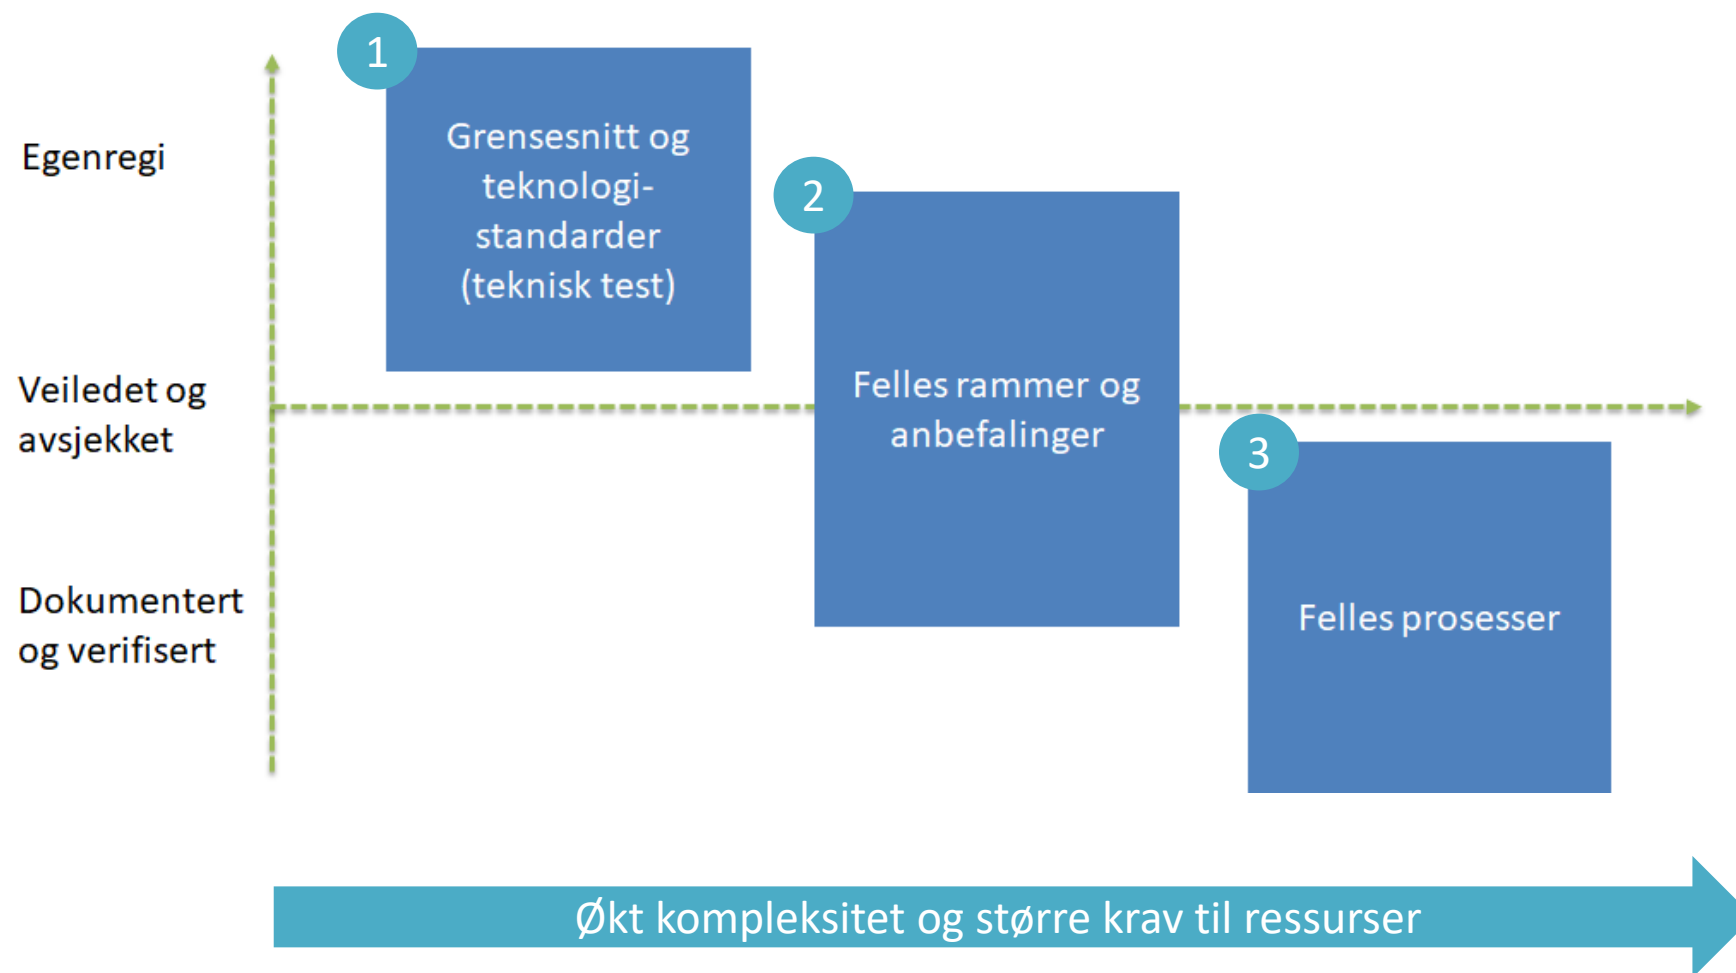 1
Grensesnitt og
teknologi-
standarder
(teknisk test)
Egenregi
2
Felles rammer og
anbefalinger
Veiledet og
avsjekket
3
Felles prosesser
Dokumentert
og verifisert
Økt kompleksitet og større krav til ressurser